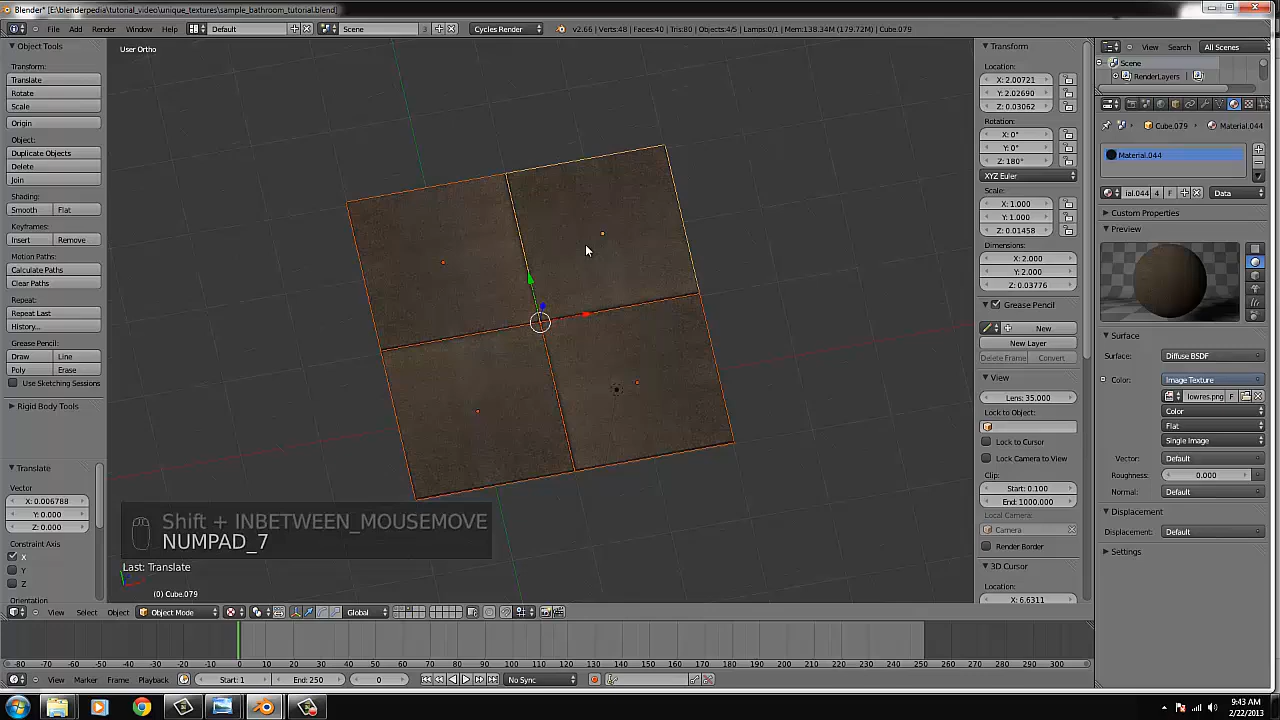 Blender* [E:\blenderpedia\tutorial_video\unique_textures\sample_bathroom_tutorial.blend]
File Add Render Window Help Default Scene 3 F Cycles Render v2.66 | Verts:48 | Faces:40 | Tris:80 | Objects:4/5 | Lamps:0/1 | Mem:138.34M (179.72M) | Cube.079
Object Tools
Transform:
Translate
Rotate
Scale
Origin
Object:
Duplicate Objects
Delete
Join
Shading:
Smooth Flat
Keyframes:
Insert Remove
Motion Paths:
Calculate Paths
Clear Paths
Repeat:
Repeat Last
History...
Grease Pencil:
Draw Line
Poly Erase
Use Sketching Sessions
Rigid Body Tools
Translate
Vector
X: 0.006788
Y: 0.000
Z: 0.000
Constraint Axis
X
Y
Z
Orientation
User Ortho
Shift + INBETWEEN_MOUSEMOVE
NUMPAD_7
Last: Translate
(0) Cube.079
View Select Object Object Mode Global
Transform
Location:
X: 2.00721
Y: 2.02690
Z: 0.03062
Rotation:
X: 0°
Y: 0°
Z: 180°
XYZ Euler
Scale:
X: 1.000
Y: 1.000
Z: 0.01458
Dimensions:
X: 2.000
Y: 2.000
Z: 0.03776
Grease Pencil
New
New Layer
Delete Frame Convert
View
Lens: 35.000
Lock to Object:
Lock to Cursor
Lock Camera to View
Clip:
Start: 0.100
End: 1000.000
Local Camera:
Camera
Render Border
3D Cursor
Location:
X: 6.6311
View Search All Scenes
Scene
RenderLayers
Cube.079 Material.044
Material.044
ial.044 4 F Data
Custom Properties
Preview
Surface
Surface: Diffuse BSDF
Color: Image Texture
lowres.png F
Color
Flat
Single Image
Vector: Default
Roughness: 0.000
Normal: Default
Displacement
Displacement: Default
Settings
-80 -70 -60 -50 -40 -30 -20 -10 0 10 20 30 40 50 60 70 80 90 100 110 120 130 140 150 160 170 180 190 200 210 220 230 240 250 260 270 280 290 300
View Marker Frame Playback Start: 1 End: 250 0 No Sync
9:43 AM
2/22/2013